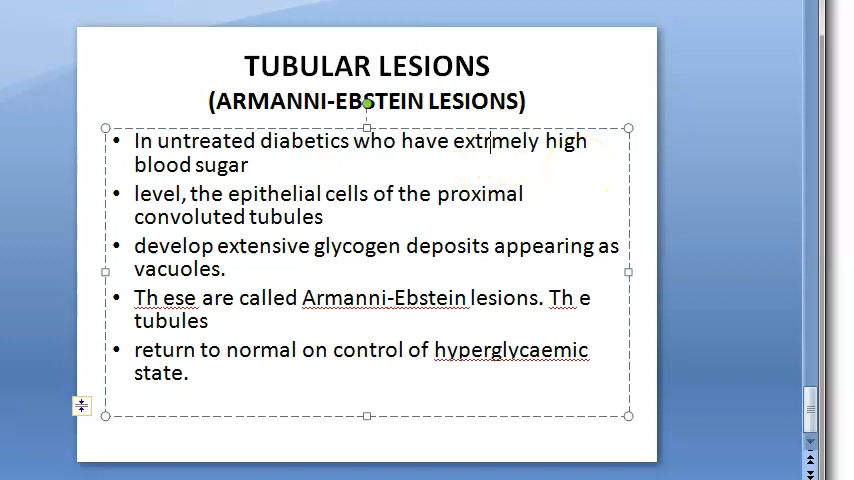 TUBULAR LESIONS
(ARMANNI-EBSTEIN LESIONS)
• In untreated diabetics who have extrmely high
blood sugar
• level, the epithelial cells of the proximal
convoluted tubules
• develop extensive glycogen deposits appearing as
vacuoles.
• Th ese are called Armanni-Ebstein lesions. Th e
tubules
• return to normal on control of hyperglycaemic
state.